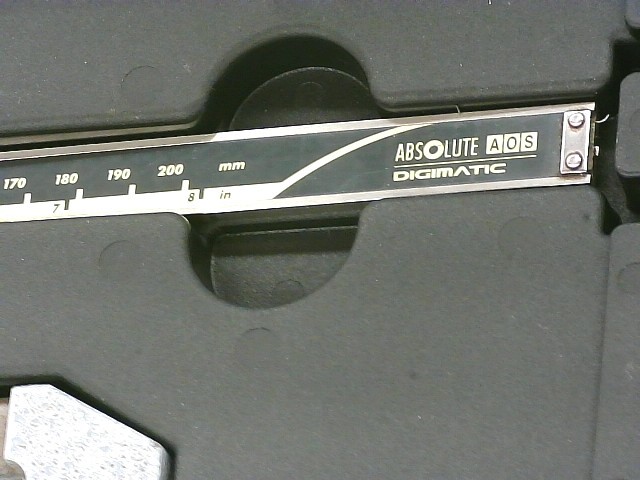 170 180 190 200 mm
7 8 in
ABSOLUTE AOS
DIGIMATIC